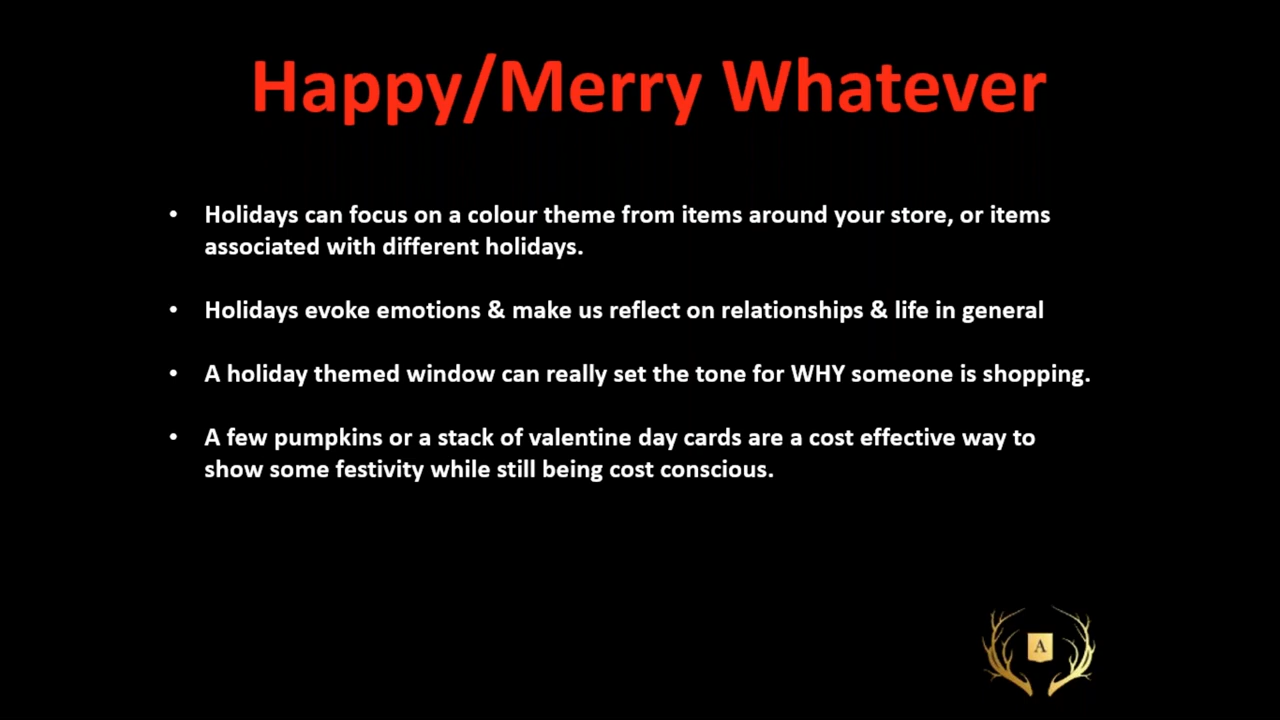 Happy/Merry Whatever
• Holidays can focus on a colour theme from items around your store, or items
associated with different holidays.
• Holidays evoke emotions & make us reflect on relationships & life in general
• A holiday themed window can really set the tone for WHY someone is shopping.
• A few pumpkins or a stack of valentine day cards are a cost effective way to
show some festivity while still being cost conscious.
A